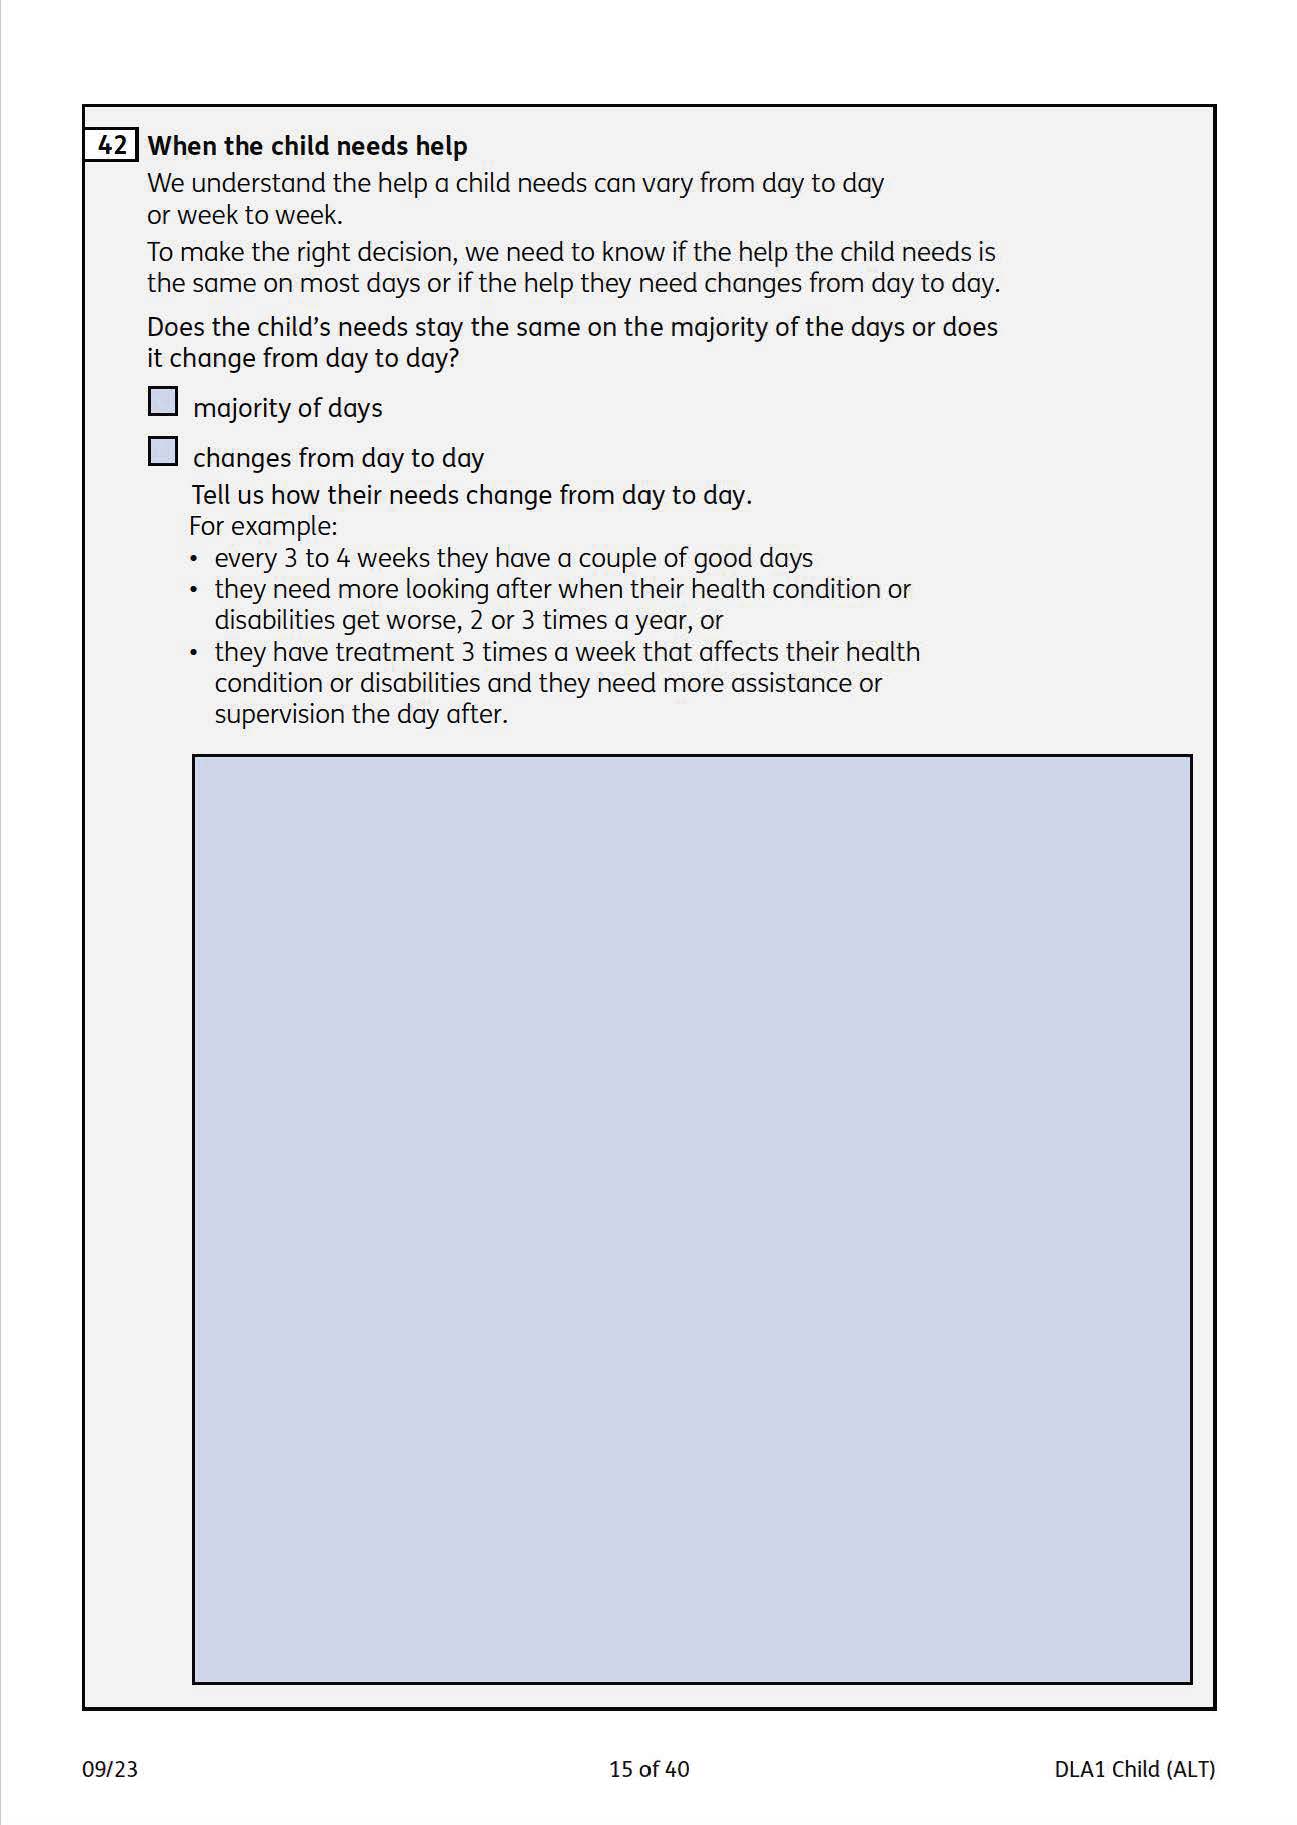 42 When the child needs help
We understand the help a child needs can vary from day to day
or week to week.
To make the right decision, we need to know if the help the child needs is
the same on most days or if the help they need changes from day to day.
Does the child’s needs stay the same on the majority of the days or does
it change from day to day?
majority of days
changes from day to day
Tell us how their needs change from day to day.
For example:
• every 3 to 4 weeks they have a couple of good days
• they need more looking after when their health condition or
disabilities get worse, 2 or 3 times a year, or
• they have treatment 3 times a week that affects their health
condition or disabilities and they need more assistance or
supervision the day after.
09/23 15 of 40 DLA1 Child (ALT)